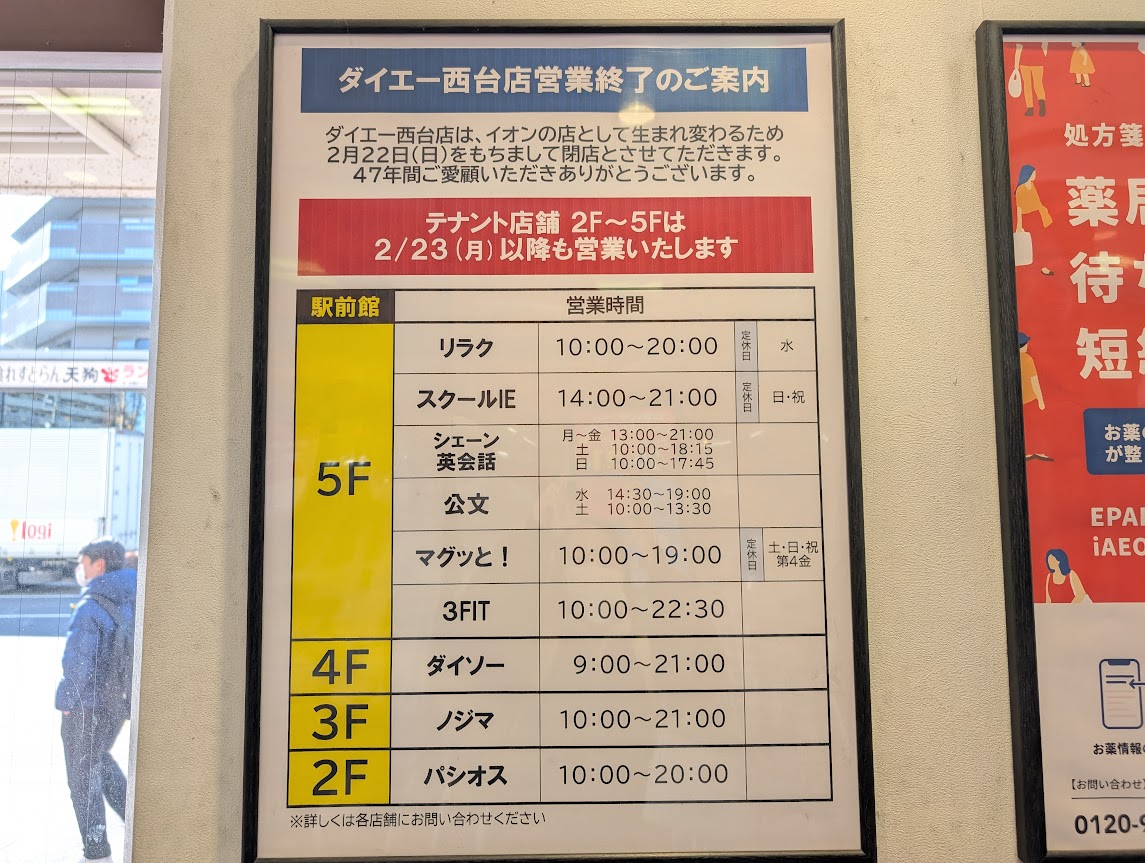 ダイエー西台店営業終了のご案内
ダイエー西台店は、イオンの店として生まれ変わるため
2月22日(日)をもちまして閉店とさせてただきます。
47年間ご愛顧いただきありがとうございます。
テナント店舗 2F～5Fは
2/23(月)以降も営業いたします
駅前館 営業時間
5F
リラク 10:00～20:00 定休日 水
スクールIE 14:00～21:00 定休日 日・祝
シェーン
英会話
月～金 13:00～21:00
土 10:00～18:15
日 10:00～17:45
公文
水 14:30～19:00
土 10:00～13:30
マグッと! 10:00～19:00 定休日 土・日・祝
第4金
3FIT 10:00～22:30
4F ダイソー 9:00～21:00
3F ノジマ 10:00～21:00
2F パシオス 10:00～20:00
※詳しくは各店舗にお問い合わせください
れすとらん 天狗
logi
処方箋
薬
待
短
お薬
が整
EPA
iAEO
お薬情報
【お問い合わせ】
0120-9